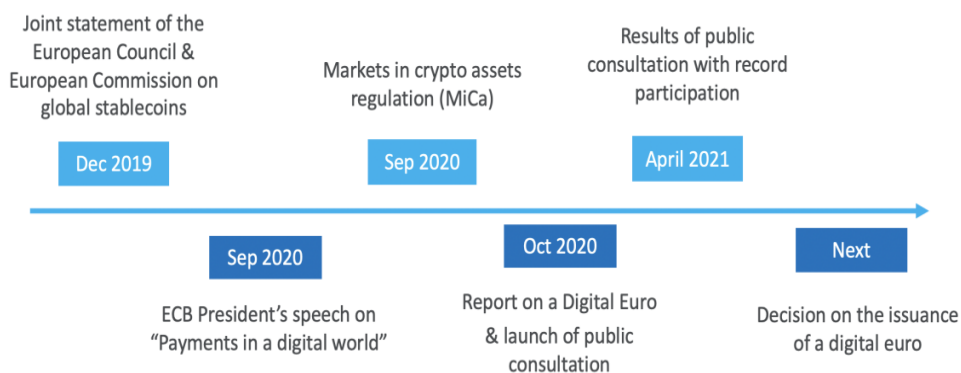 Joint statement of the
European Council &
European Commission on
global stablecoins
Dec 2019
Sep 2020
ECB President's speech on
“Payments in a digital world”
Markets in crypto assets
regulation (MiCa)
Sep 2020
Oct 2020
Report on a Digital Euro
& launch of public
consultation
Results of public
consultation with record
participation
April 2021
Next
Decision on the issuance
of a digital euro